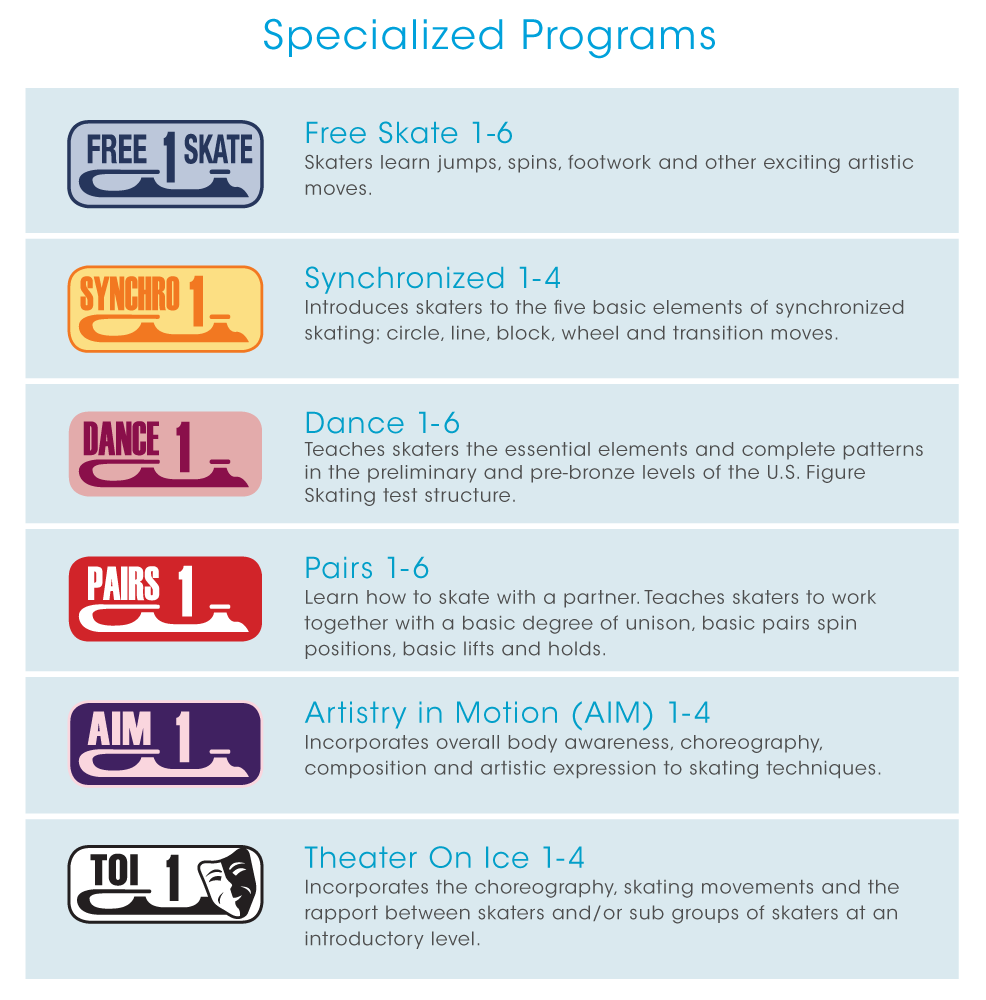 Specialized Programs
FREE 1 SKATE
Free Skate 1-6
Skaters learn jumps, spins, footwork and other exciting artistic
moves.
SYNCHRO 1
Synchronized 1-4
Introduces skaters to the five basic elements of synchronized
skating: circle, line, block, wheel and transition moves.
DANCE 1
Dance 1-6
Teaches skaters the essential elements and complete patterns
in the preliminary and pre-bronze levels of the U.S. Figure
Skating test structure.
PAIRS 1
Pairs 1-6
Learn how to skate with a partner. Teaches skaters to work
together with a basic degree of unison, basic pairs spin
positions, basic lifts and holds.
AIM 1
Artistry in Motion (AIM) 1-4
Incorporates overall body awareness, choreography,
composition and artistic expression to skating techniques.
TOI 1
Theater On Ice 1-4
Incorporates the choreography, skating movements and the
rapport between skaters and/or sub groups of skaters at an
introductory level.